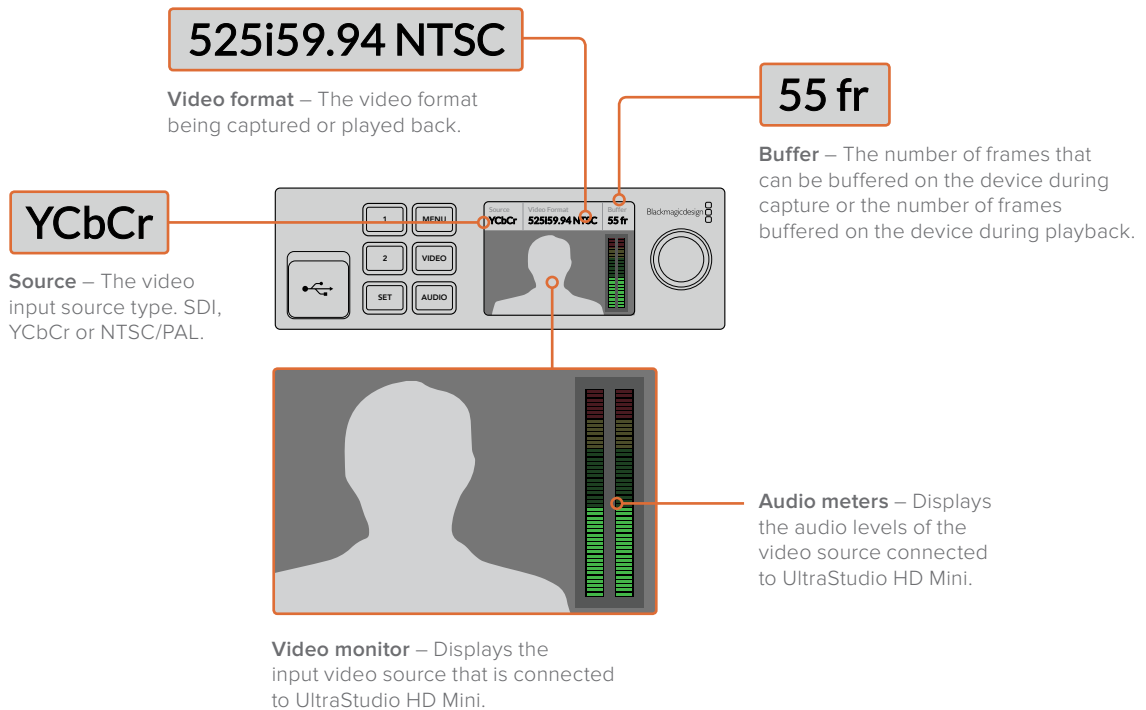 525i59.94 NTSC
Video format – The video format
being captured or played back.
55 fr
Buffer – The number of frames that
can be buffered on the device during
capture or the number of frames
buffered on the device during playback.
YCbCr
Source – The video
input source type. SDI,
YCbCr or NTSC/PAL.
1
MENU
2
VIDEO
SET
AUDIO
Source
YCbCr
Video Format
525i59.94 NTSC
Buffer
55 fr
Blackmagicdesign
Audio meters – Displays
the audio levels of the
video source connected
to UltraStudio HD Mini.
Video monitor – Displays the
input video source that is connected
to UltraStudio HD Mini.